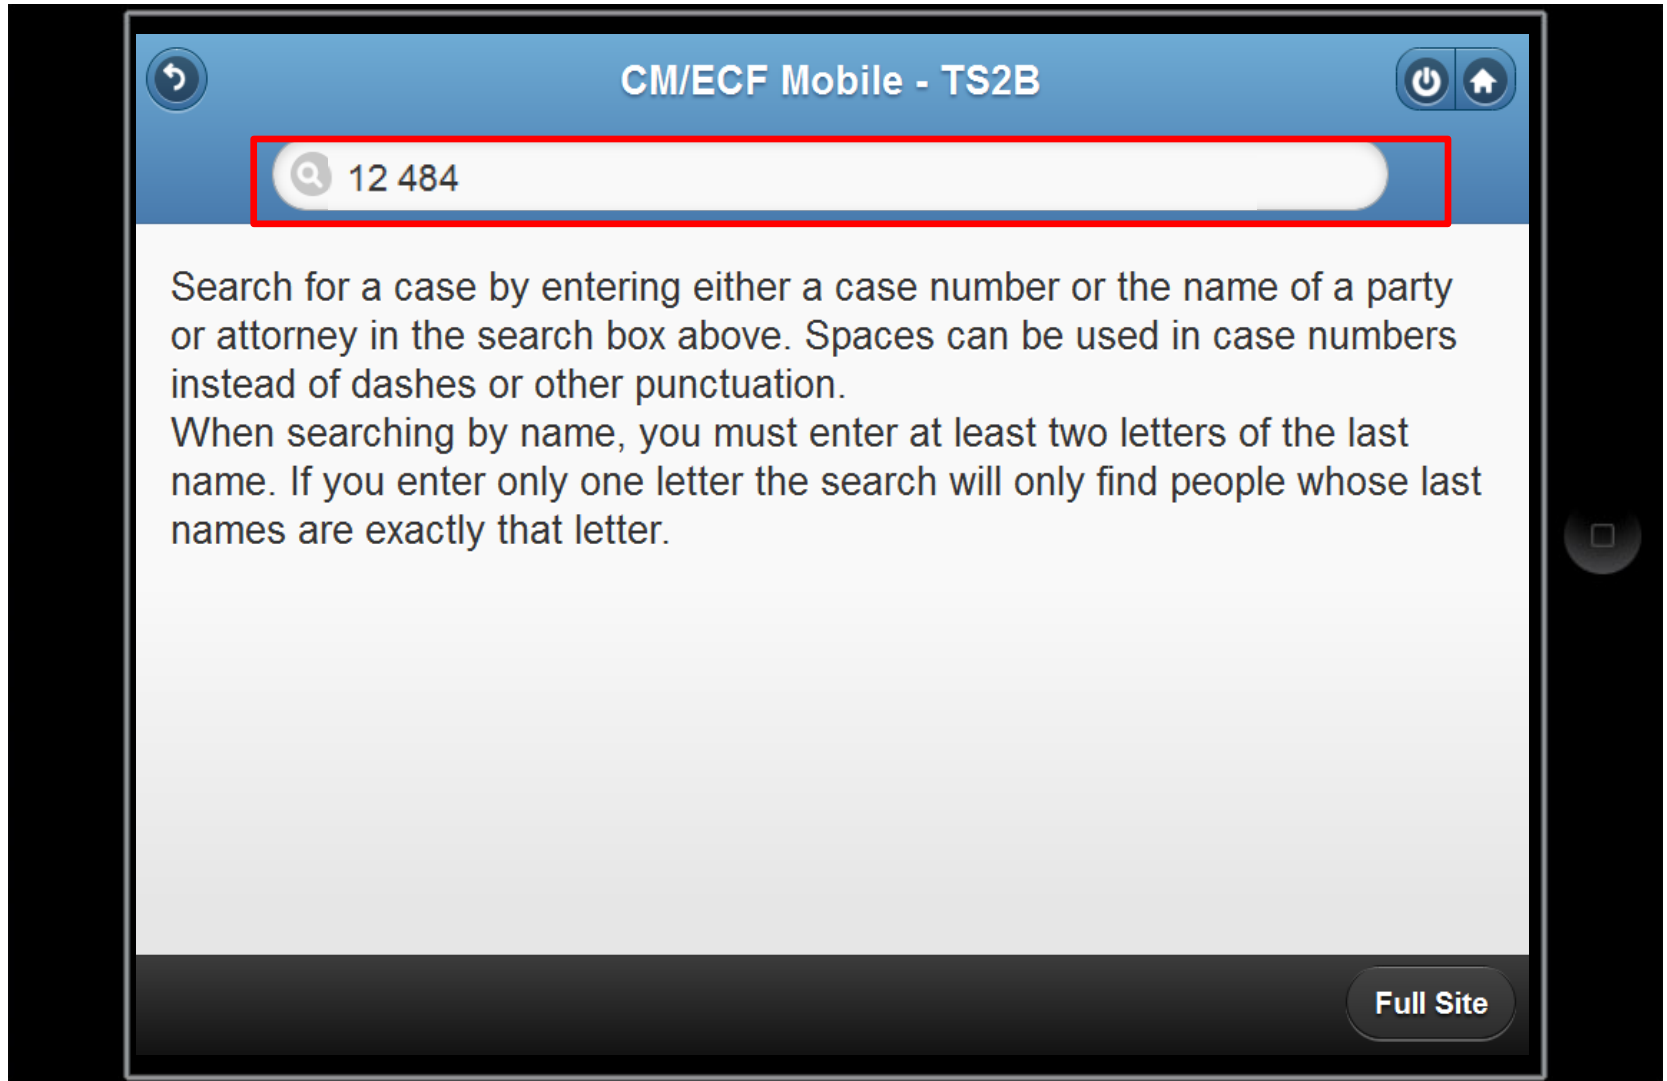 CM/ECF Mobile - TS2B
12 484
Search for a case by entering either a case number or the name of a party
or attorney in the search box above. Spaces can be used in case numbers
instead of dashes or other punctuation.
When searching by name, you must enter at least two letters of the last
name. If you enter only one letter the search will only find people whose last
names are exactly that letter.
Full Site